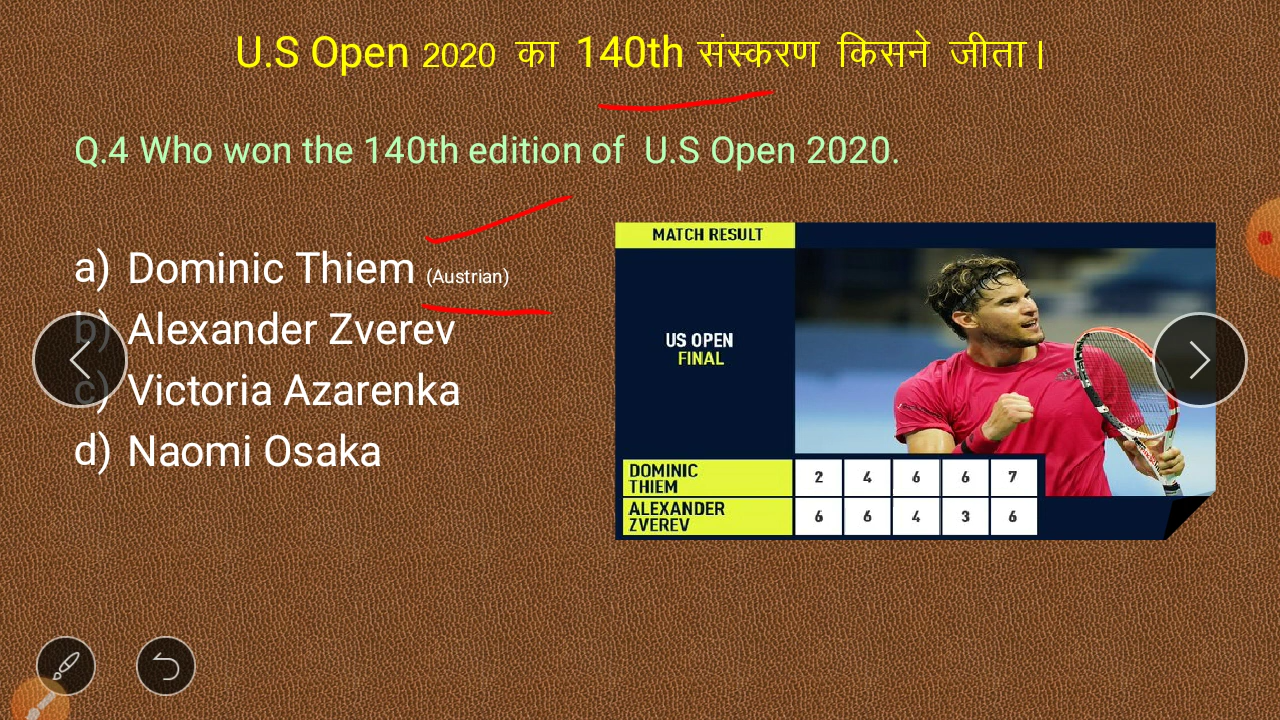 U.S Open 2020 का 140th संस्करण किसने जीता।
Q.4 Who won the 140th edition of U.S Open 2020.
a) Dominic Thiem (Austrian)
b) Alexander Zverev
c) Victoria Azarenka
d) Naomi Osaka
MATCH RESULT
US OPEN
FINAL
DOMINIC
THIEM 2 4 6 6 7
ALEXANDER
ZVEREV 6 6 4 3 6